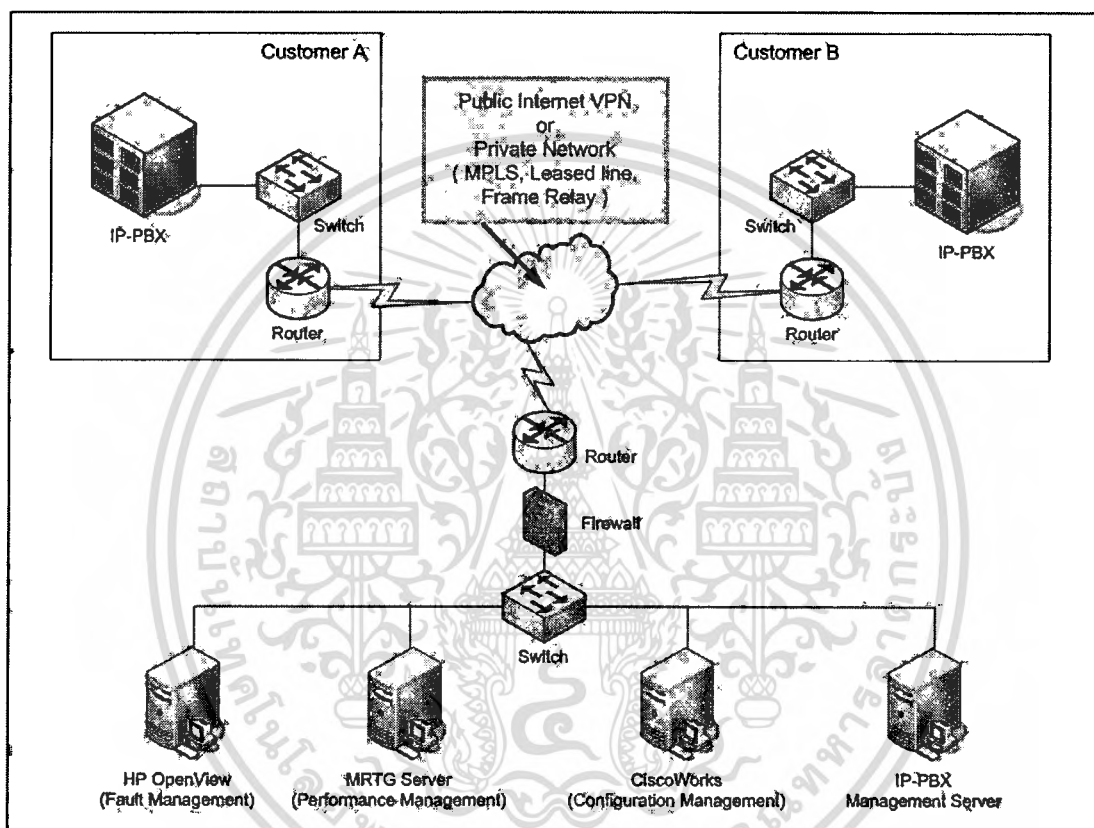 Customer A
Customer B
Public Internet VPN
or
Private Network
( MPLS, Leased line,
Frame Relay )
IP-PBX
Switch
Router
Switch
IP-PBX
Router
Router
Firewall
Switch
HP OpenView
(Fault Management)
MRTG Server
(Performance Management)
CiscoWorks
(Configuration Management)
IP-PBX
Management Server